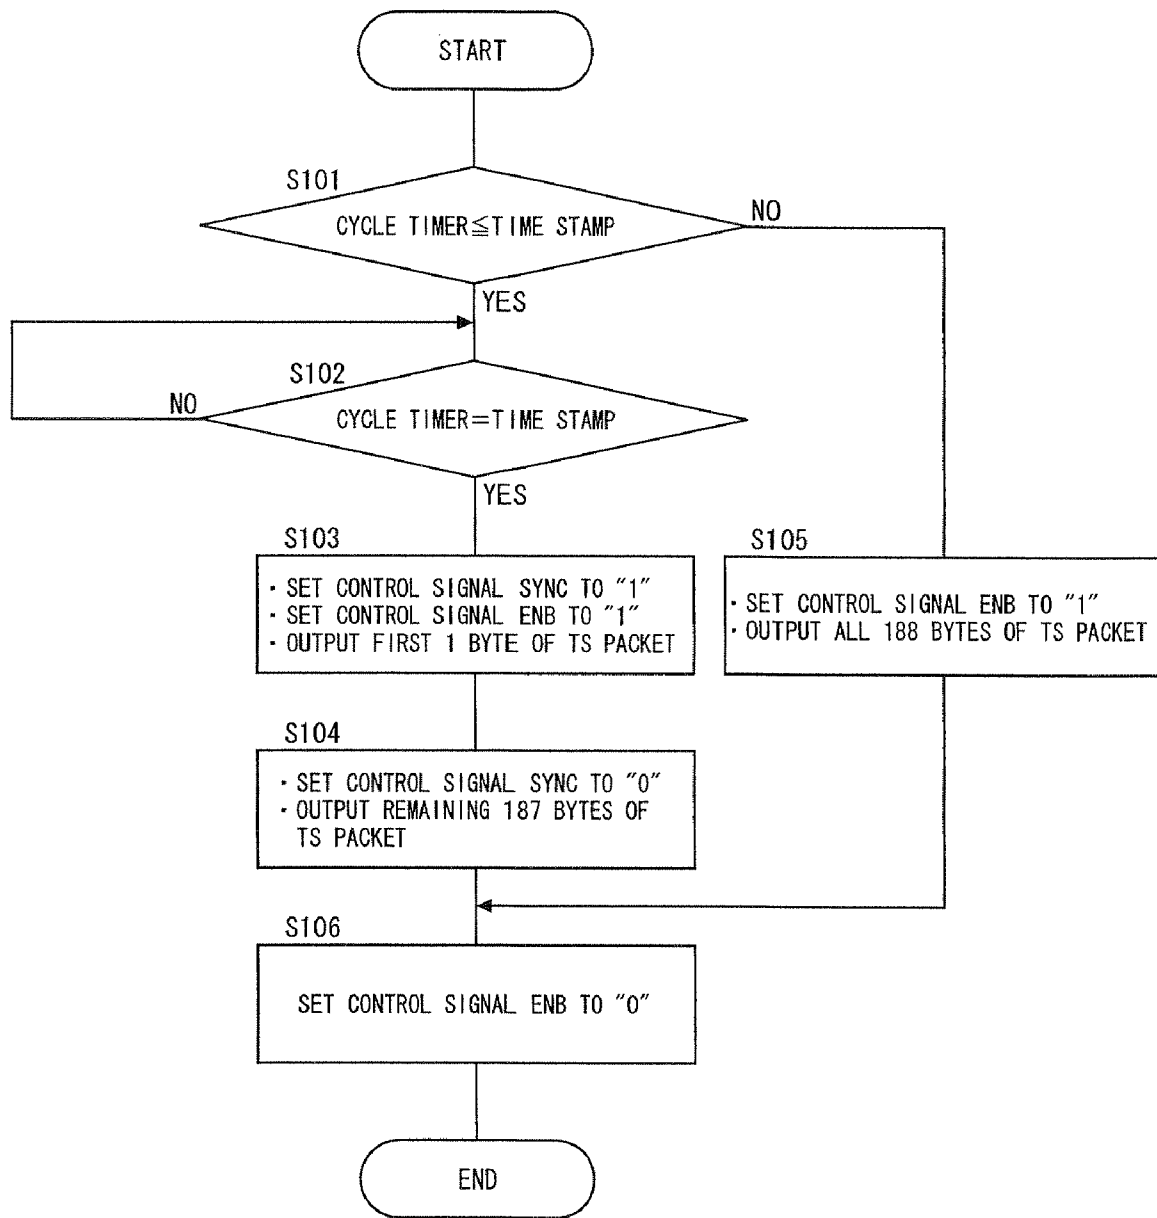 START
S101
CYCLE TIMER≦TIME STAMP
NO
YES
S102
NO
CYCLE TIMER=TIME STAMP
YES
S103
・SET CONTROL SIGNAL SYNC TO "1"
・SET CONTROL SIGNAL ENB TO "1"
・OUTPUT FIRST 1 BYTE OF TS PACKET
S105
・SET CONTROL SIGNAL ENB TO "1"
・OUTPUT ALL 188 BYTES OF TS PACKET
S104
・SET CONTROL SIGNAL SYNC TO "0"
・OUTPUT REMAINING 187 BYTES OF
TS PACKET
S106
SET CONTROL SIGNAL ENB TO "0"
END